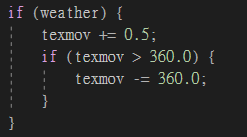 if (weather) {
texmov += 0.5;
if (texmov > 360.0) {
texmov -= 360.0;
}
}